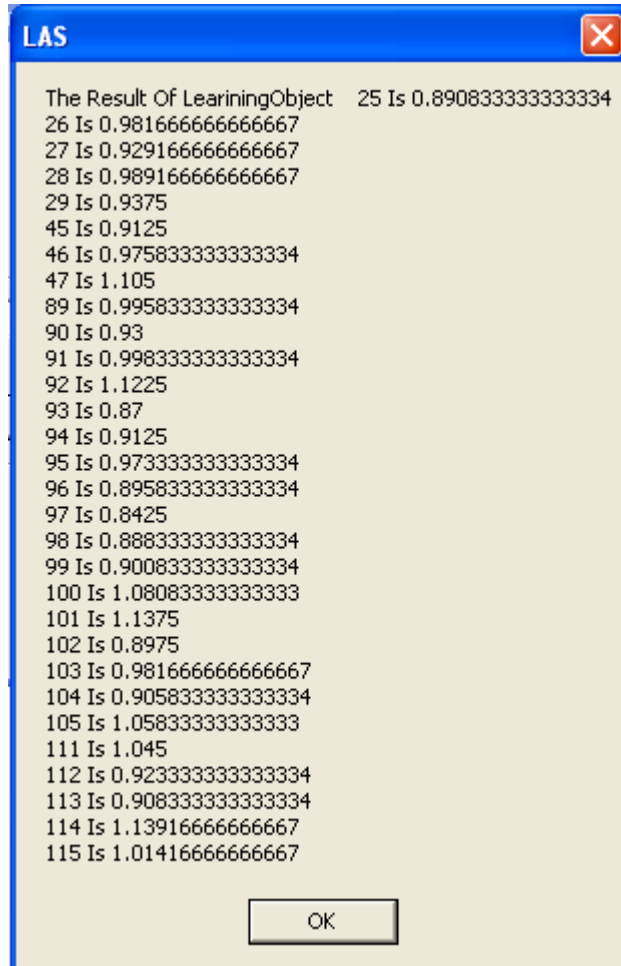 LAS
The Result Of LeariningObject 25 Is 0.890833333333334
26 Is 0.981666666666667
27 Is 0.929166666666667
28 Is 0.989166666666667
29 Is 0.9375
45 Is 0.9125
46 Is 0.975833333333334
47 Is 1.105
89 Is 0.995833333333334
90 Is 0.93
91 Is 0.998333333333334
92 Is 1.1225
93 Is 0.87
94 Is 0.9125
95 Is 0.973333333333334
96 Is 0.895833333333334
97 Is 0.8425
98 Is 0.888333333333334
99 Is 0.900833333333334
100 Is 1.08083333333333
101 Is 1.1375
102 Is 0.8975
103 Is 0.981666666666667
104 Is 0.905833333333334
105 Is 1.05833333333333
111 Is 1.045
112 Is 0.923333333333334
113 Is 0.908333333333334
114 Is 1.13916666666667
115 Is 1.01416666666667
OK